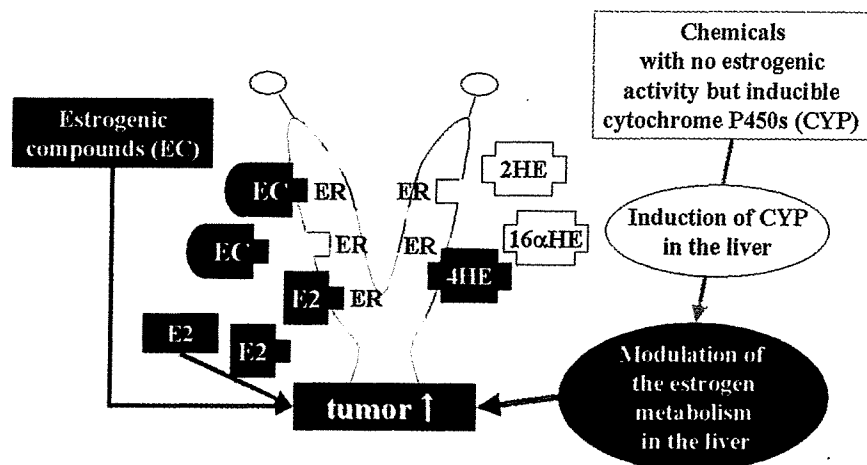 Chemicals
with no estrogenic
activity but inducible
cytochrome P450s (CYP)
Estrogenic
compounds (EC)
EC
ER
ER
2HE
EC
ER
ER
16αHE
Induction of CYP
in the liver
E2
ER
4HE
E2
E2
Modulation of
the estrogen
metabolism
in the liver
tumor ↑